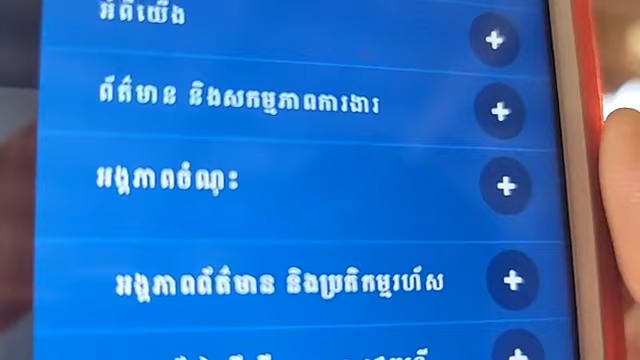 អំពីយើង
ព័ត៌មាន និងសកម្មភាពការងារ
អង្គភាពចំណុះ
អង្គភាពព័ត៌មាន និងប្រតិកម្មរហ័ស